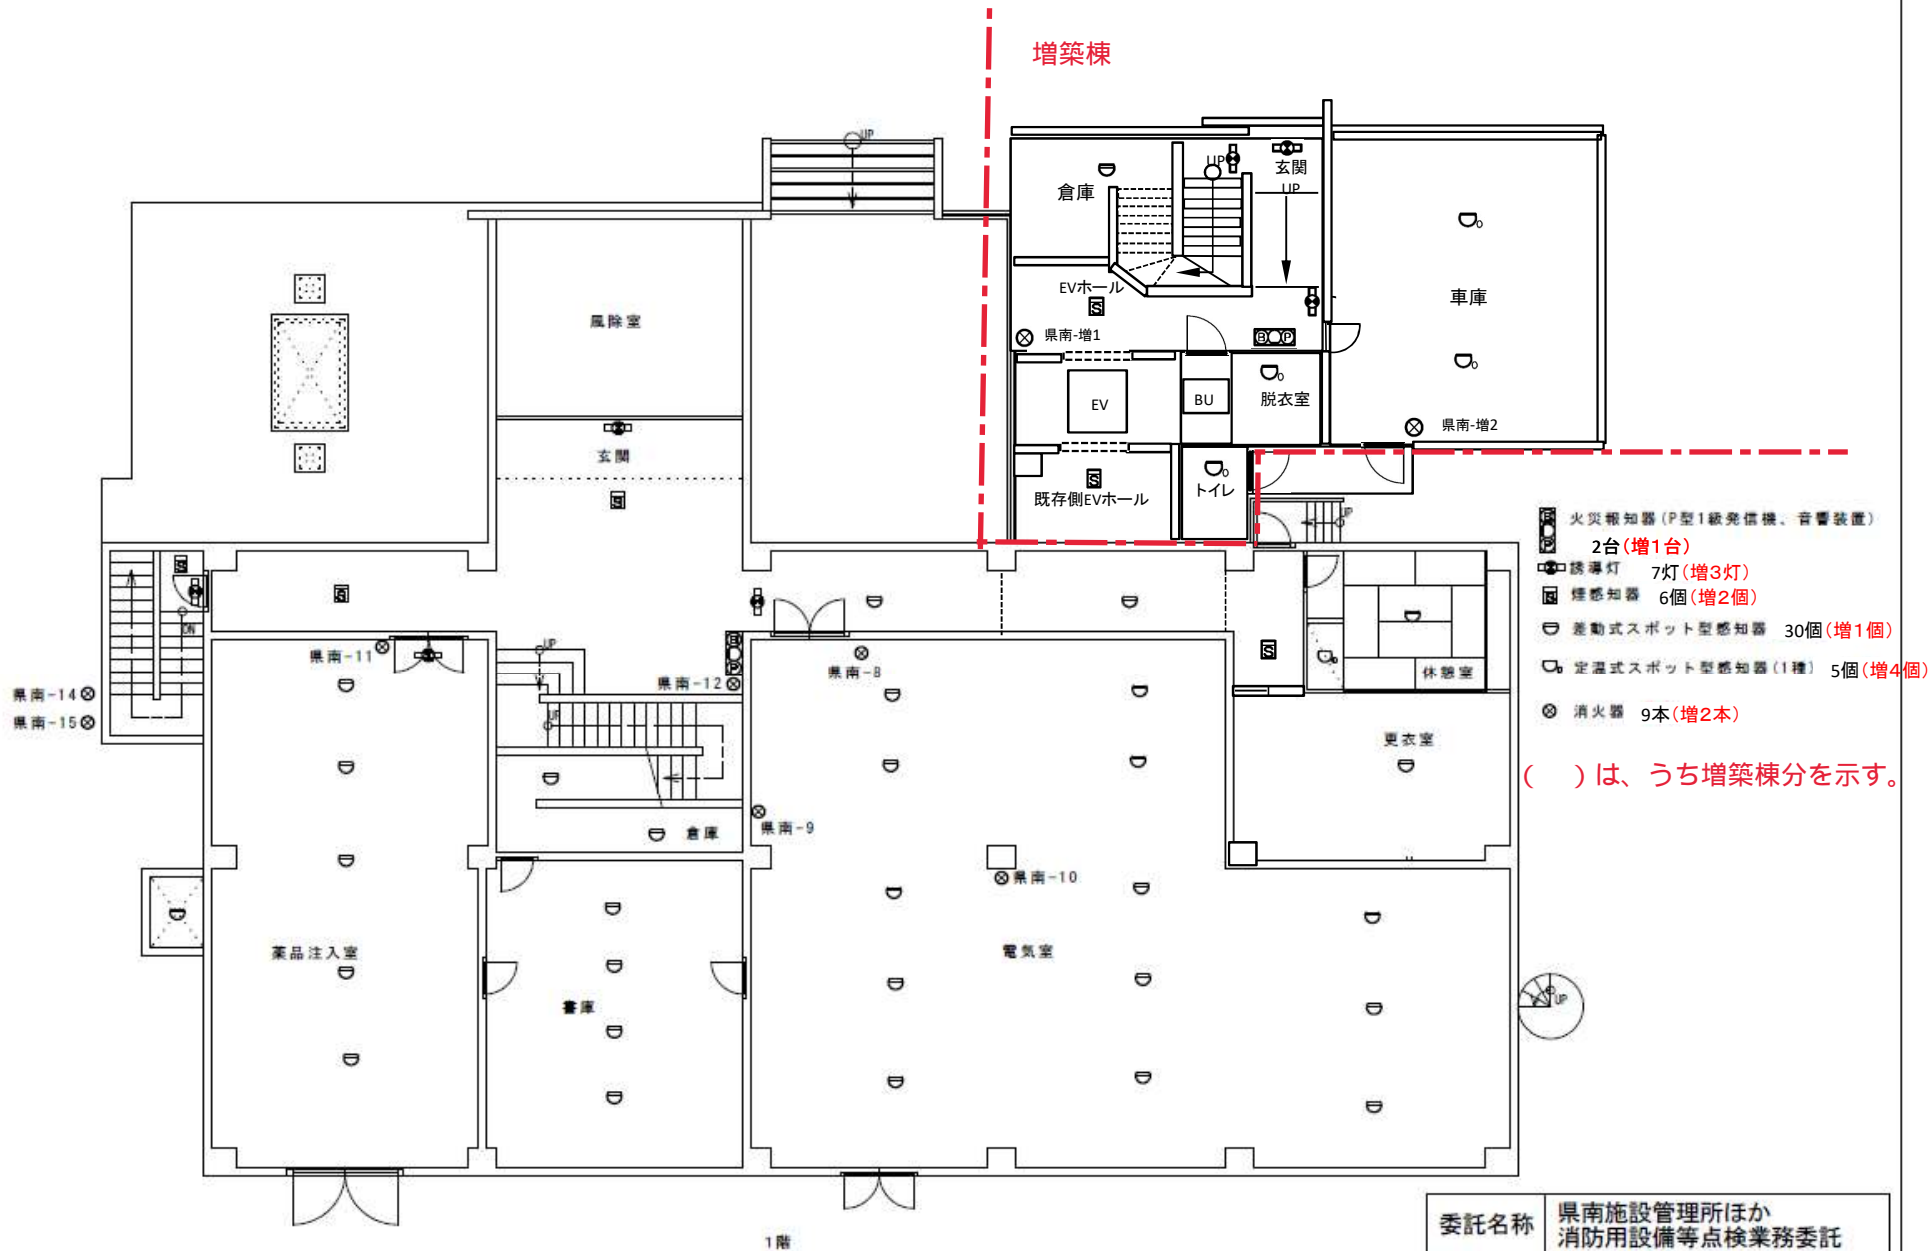 増築棟
UP
UP
玄関
UP
倉庫
EVホール
車庫
風除室
県南-増1
EV
BU
脱衣室
県南-増2
玄関
既存側EVホール
トイレ
UP
火災報知器(P型1級発信機、音響装置)
2台(増1台)
誘導灯 7灯(増3灯)
煙感知器 6個(増2個)
差動式スポット型感知器 30個(増1個)
定温式スポット型感知器(1種) 5個(増4個)
消火器 9本(増2本)
( )は、うち増築棟分を示す。
DN
県南-11
UP
県南-12
県南-8
休憩室
県南-14
県南-15
UP
更衣室
県南-9
倉庫
県南-10
薬品注入室
電気室
書庫
UP
1階
委託名称
県南施設管理所ほか
消防用設備等点検業務委託